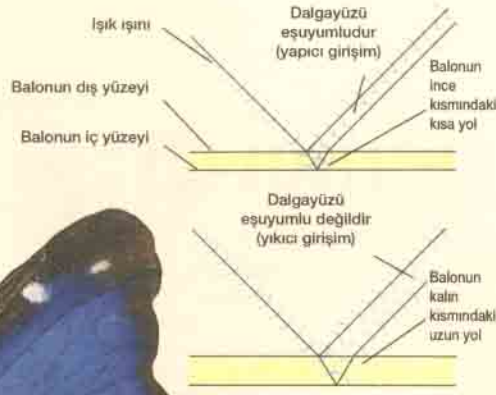 Işık ışını
Dalgayüzü
eşuyumludur
(yapıcı girişim)
Balonun dış yüzeyi
Balonun iç yüzeyi
Balonun
ince
kısmındaki
kısa yol
Dalgayüzü
eşuyumlu değildir
(yıkıcı girişim)
Balonun
kalın
kısmındaki
uzun yol